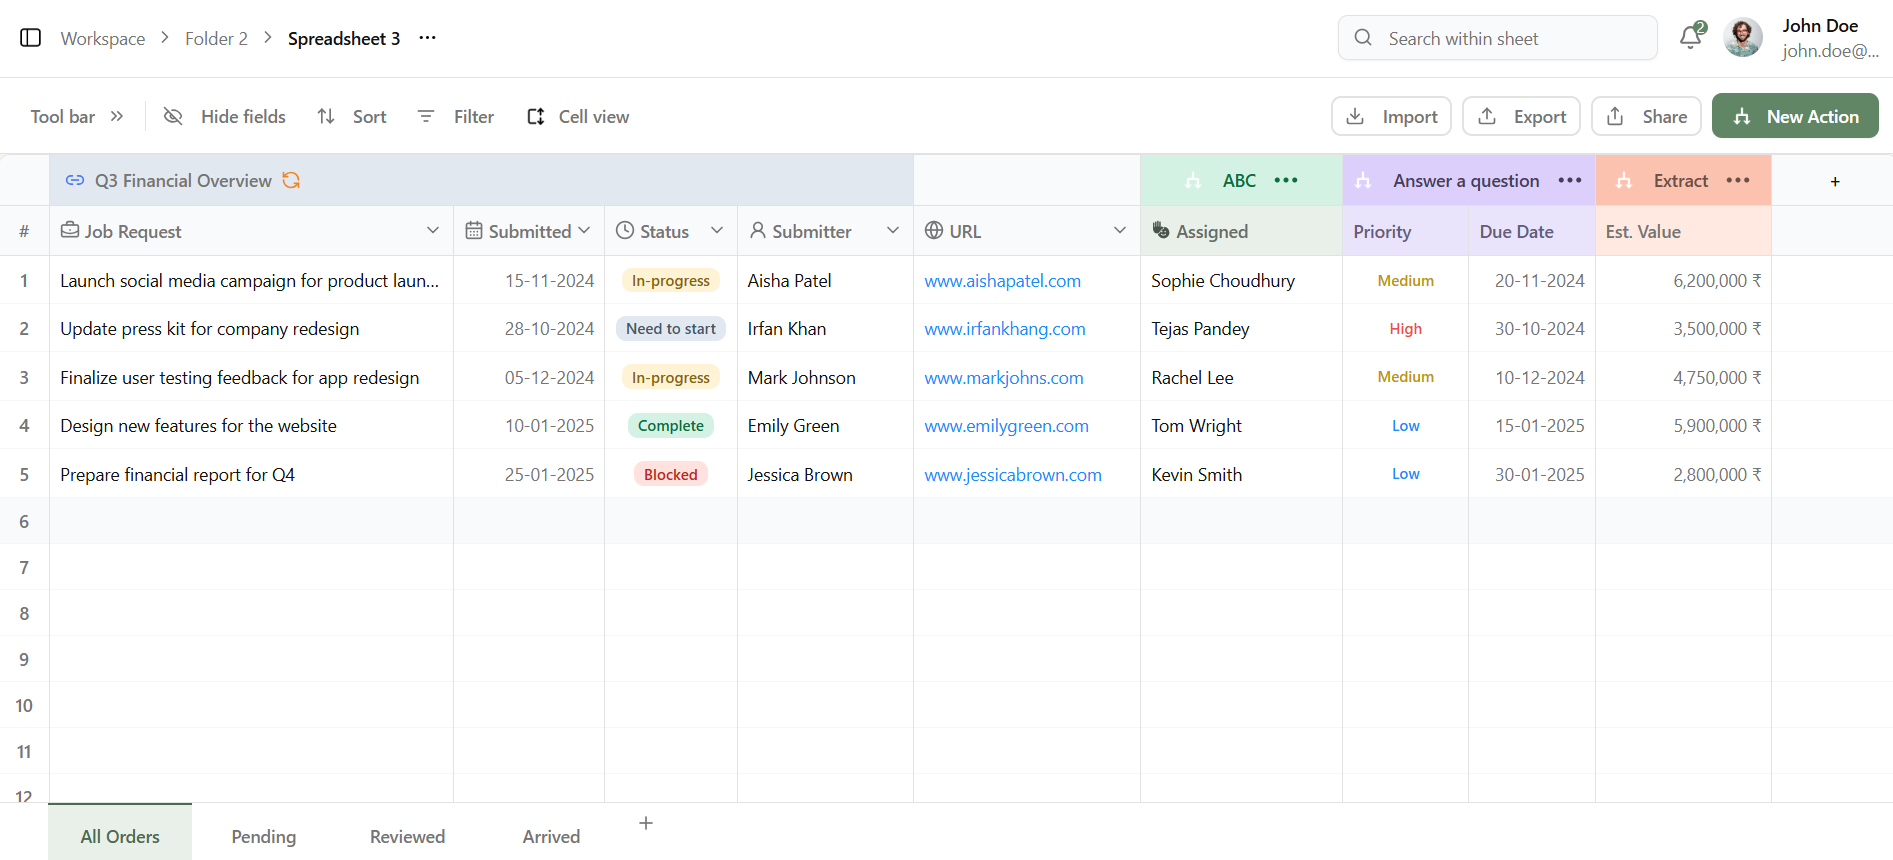 Workspace > Folder 2 > Spreadsheet 3 ...
Search within sheet
2
John Doe
john.doe@...
Tool bar
Hide fields
Sort
Filter
Cell view
Import
Export
Share
New Action
Q3 Financial Overview
ABC
Answer a question
Extract
+
# Job Request Submitted Status Submitter URL Assigned Priority Due Date Est. Value
1 Launch social media campaign for product laun... 15-11-2024 In-progress Aisha Patel www.aishapatel.com Sophie Choudhury Medium 20-11-2024 6,200,000 ₹
2 Update press kit for company redesign 28-10-2024 Need to start Irfan Khan www.irfankhang.com Tejas Pandey High 30-10-2024 3,500,000 ₹
3 Finalize user testing feedback for app redesign 05-12-2024 In-progress Mark Johnson www.markjohns.com Rachel Lee Medium 10-12-2024 4,750,000 ₹
4 Design new features for the website 10-01-2025 Complete Emily Green www.emilygreen.com Tom Wright Low 15-01-2025 5,900,000 ₹
5 Prepare financial report for Q4 25-01-2025 Blocked Jessica Brown www.jessicabrown.com Kevin Smith Low 30-01-2025 2,800,000 ₹
6
7
8
9
10
11
12
All Orders
Pending
Reviewed
Arrived
+